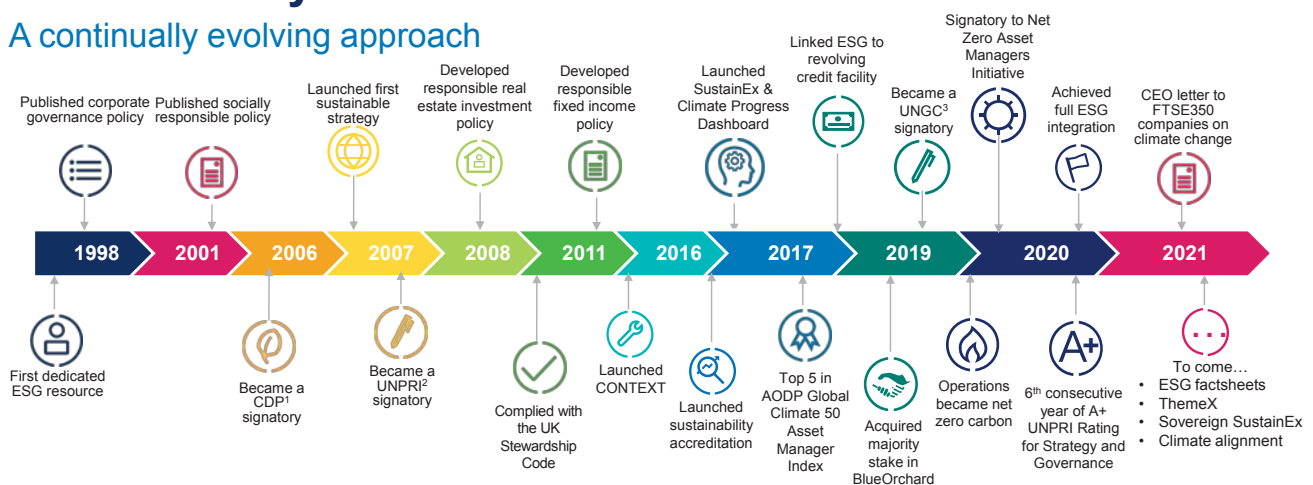 A continually evolving approach
Published corporate
governance policy
Published socially
responsible policy
Launched first
sustainable
strategy
Developed
responsible real
estate investment
policy
Developed
responsible
fixed income
policy
Launched
SustainEx &
Climate Progress
Dashboard
Linked ESG to
revolving
credit facility
Became a
UNGC³
signatory
Signatory to Net
Zero Asset
Managers
Initiative
Achieved
full ESG
integration
CEO letter to
FTSE350
companies on
climate change
1998
2001
2006
2007
2008
2011
2016
2017
2019
2020
2021
First dedicated
ESG resource
Became a
CDP¹
signatory
Became a
UNPRI²
signatory
Complied with
the UK
Stewardship
Code
Launched
CONTEXT
Launched
sustainability
accreditation
Top 5 in
AODP Global
Climate 50
Asset
Manager
Index
Acquired
majority
stake in
BlueOrchard
Operations
became net
zero carbon
A+
6th consecutive
year of A+
UNPRI Rating
for Strategy and
Governance
...
To come…
• ESG factsheets
• ThemeX
• Sovereign SustainEx
• Climate alignment